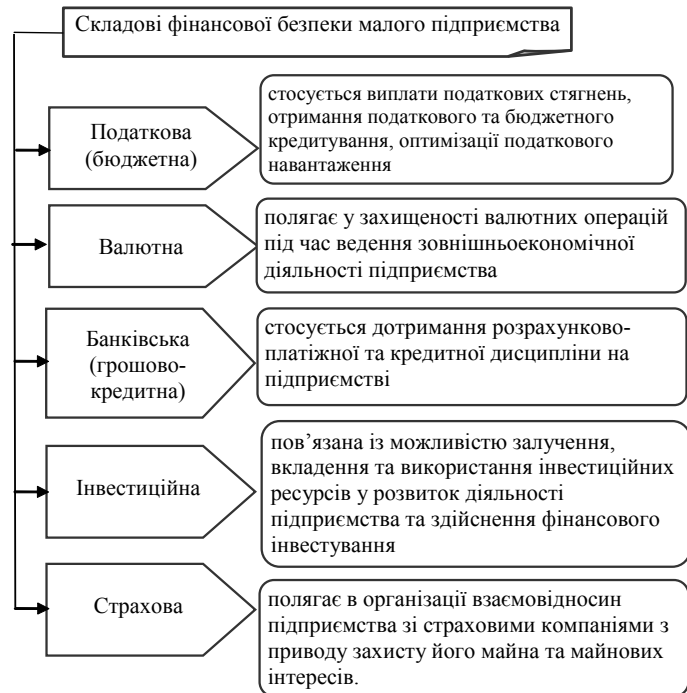 Складові фінансової безпеки малого підприємства
Податкова
(бюджетна)
стосується виплати податкових стягнень,
отримання податкового та бюджетного
кредитування, оптимізації податкового
навантаження
Валютна
полягає у захищеності валютних операцій
під час ведення зовнішньоекономічної
діяльності підприємства
Банківська
(грошово-
кредитна)
стосується дотримання розрахунково-
платіжної та кредитної дисципліни на
підприємстві
Інвестиційна
пов’язана із можливістю залучення,
вкладення та використання інвестиційних
ресурсів у розвиток діяльності
підприємства та здійснення фінансового
інвестування
Страхова
полягає в організації взаємовідносин
підприємства зі страховими компаніями з
приводу захисту його майна та майнових
інтересів.